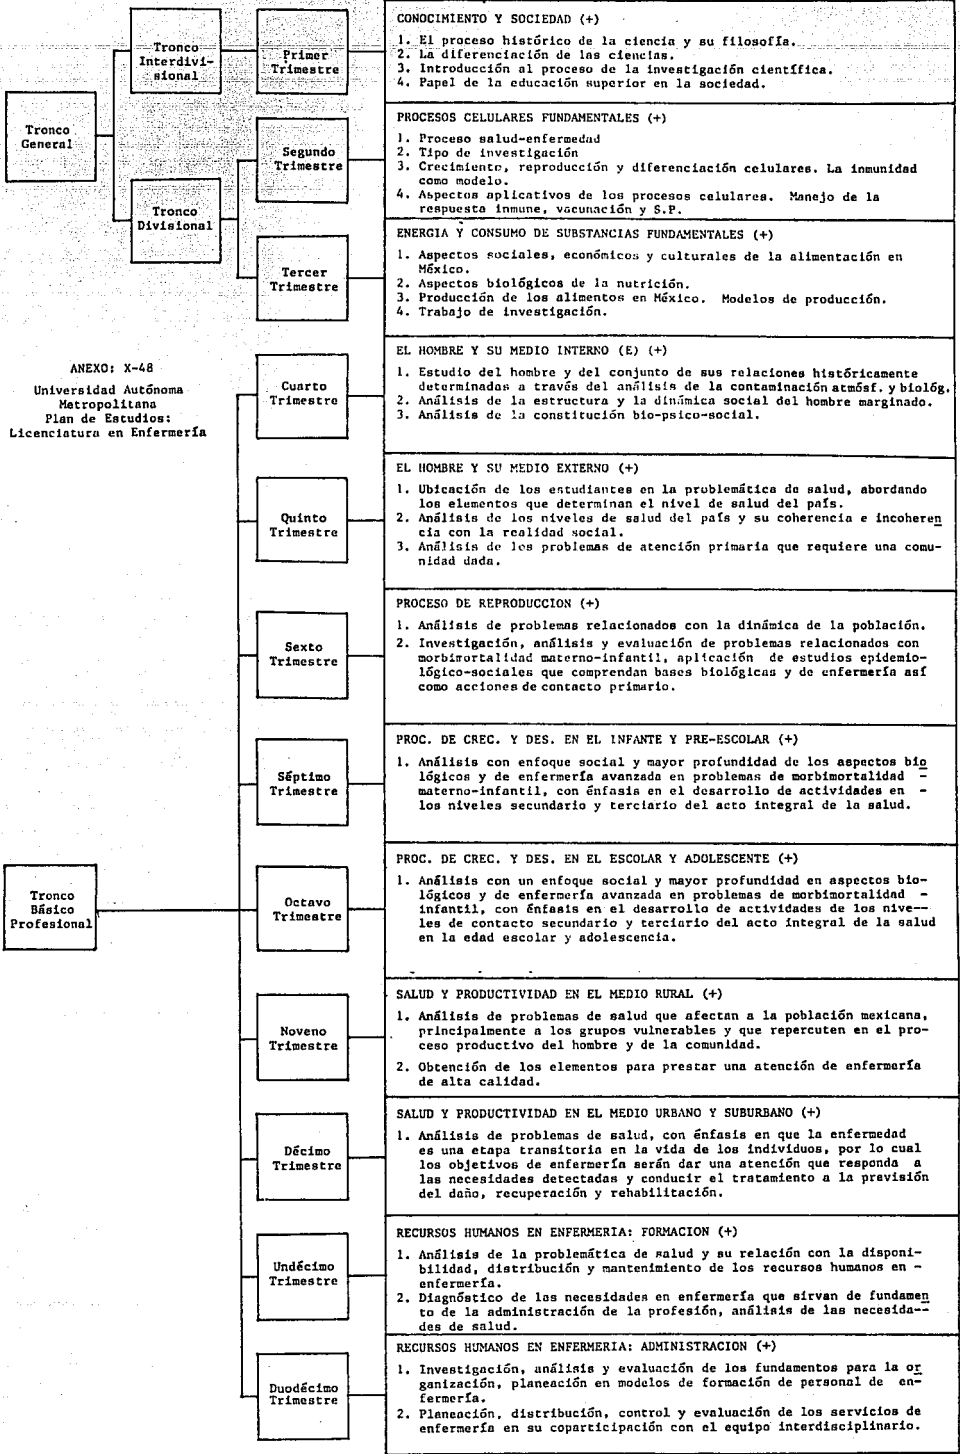 CONOCIMIENTO Y SOCIEDAD (+)
1. El proceso histórico de la ciencia y su filosofía.
2. La diferenciación de las ciencias.
3. Introducción al proceso de la investigación científica.
4. Papel de la educación superior en la sociedad.
Tronco
Interdivi-
sional
Primer
Trimestre
Tronco
General
PROCESOS CELULARES FUNDAMENTALES (+)
1. Proceso salud-enfermedad
2. Tipo de investigación
3. Crecimiento, reproducción y diferenciación celulares. La inmunidad
como modelo.
4. Aspectos aplicativos de los procesos celulares. Manejo de la
respuesta inmune, vacunación y S.P.
Segundo
Trimestre
Tronco
Divisional
ENERGIA Y CONSUMO DE SUBSTANCIAS FUNDAMENTALES (+)
1. Aspectos sociales, económicos y culturales de la alimentación en
México.
2. Aspectos biológicos de la nutrición.
3. Producción de los alimentos en México. Modelos de producción.
4. Trabajo de investigación.
Tercer
Trimestre
ANEXO: X-48
Universidad Autónoma
Metropolitana
Plan de Estudios:
Licenciatura en Enfermería
EL HOMBRE Y SU MEDIO INTERNO (E) (+)
1. Estudio del hombre y del conjunto de sus relaciones históricamente
determinadas a través del análisis de la contaminación atmósf. y biológ.
2. Análisis de la estructura y la dinámica social del hombre marginado.
3. Análisis de la constitución bio-psico-social.
Cuarto
Trimestre
EL HOMBRE Y SU MEDIO EXTERNO (+)
1. Ubicación de los estudiantes en la problemática de salud, abordando
los elementos que determinan el nivel de salud del país.
2. Análisis de los niveles de salud del país y su coherencia e incoheren
cia con la realidad social.
3. Análisis de los problemas de atención primaria que requiere una comu-
nidad dada.
Quinto
Trimestre
PROCESO DE REPRODUCCION (+)
1. Análisis de problemas relacionados con la dinámica de la población.
2. Investigación, análisis y evaluación de problemas relacionados con
morbimortalidad materno-infantil, aplicación de estudios epidemio-
lógico-sociales que comprendan bases biológicas y de enfermería así
como acciones de contacto primario.
Sexto
Trimestre
PROC. DE CREC. Y DES. EN EL INFANTE Y PRE-ESCOLAR (+)
1. Análisis con enfoque social y mayor profundidad de los aspectos bio
lógicos y de enfermería avanzada en problemas de morbimortalidad -
materno-infantil, con énfasis en el desarrollo de actividades en -
los niveles secundario y terciario del acto integral de la salud.
Séptimo
Trimestre
PROC. DE CREC. Y DES. EN EL ESCOLAR Y ADOLESCENTE (+)
1. Análisis con un enfoque social y mayor profundidad en aspectos bio-
lógicos y de enfermería avanzada en problemas de morbimortalidad -
infantil, con énfasis en el desarrollo de actividades de los nive--
les de contacto secundario y terciario del acto integral de la salud
en la edad escolar y adolescencia.
Octavo
Trimestre
Tronco
Básico
Profesional
SALUD Y PRODUCTIVIDAD EN EL MEDIO RURAL (+)
1. Análisis de problemas de salud que afectan a la población mexicana,
principalmente a los grupos vulnerables y que repercuten en el pro-
ceso productivo del hombre y de la comunidad.
2. Obtención de los elementos para prestar una atención de enfermería
de alta calidad.
Noveno
Trimestre
SALUD Y PRODUCTIVIDAD EN EL MEDIO URBANO Y SUBURBANO (+)
1. Análisis de problemas de salud, con énfasis en que la enfermedad
es una etapa transitoria en la vida de los individuos, por lo cual
los objetivos de enfermería serán dar una atención que responda a
las necesidades detectadas y conducir el tratamiento a la previsión
del daño, recuperación y rehabilitación.
Décimo
Trimestre
RECURSOS HUMANOS EN ENFERMERIA: FORMACION (+)
1. Análisis de la problemática de salud y su relación con la disponi-
bilidad, distribución y mantenimiento de los recursos humanos en -
enfermería.
2. Diagnóstico de las necesidades en enfermería que sirvan de fundamen
to de la administración de la profesión, análisis de las necesida--
des de salud.
Undécimo
Trimestre
RECURSOS HUMANOS EN ENFERMERIA: ADMINISTRACION (+)
1. Investigación, análisis y evaluación de los fundamentos para la or
ganización, planeación en modelos de formación de personal de en-
fermería.
2. Planeación, distribución, control y evaluación de los servicios de
enfermería en su coparticipación con el equipo interdisciplinario.
Duodécimo
Trimestre